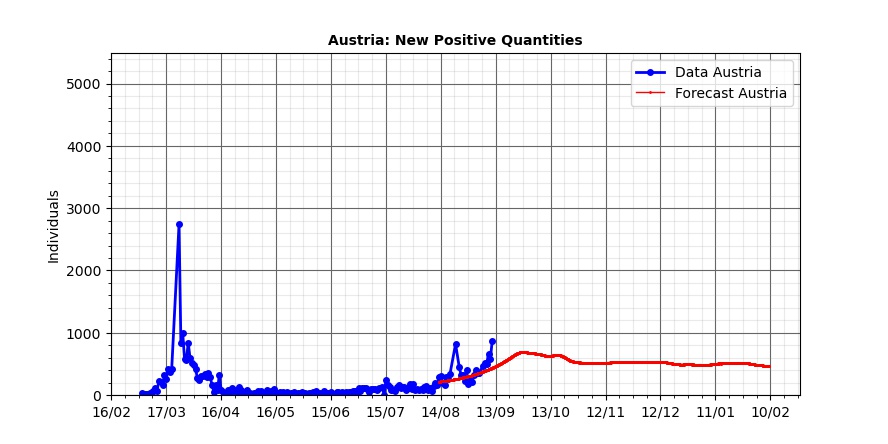 Austria: New Positive Quantities
Data Austria
Forecast Austria
Individuals
5000
4000
3000
2000
1000
0
16/02 17/03 16/04 16/05 15/06 15/07 14/08 13/09 13/10 12/11 12/12 11/01 10/02